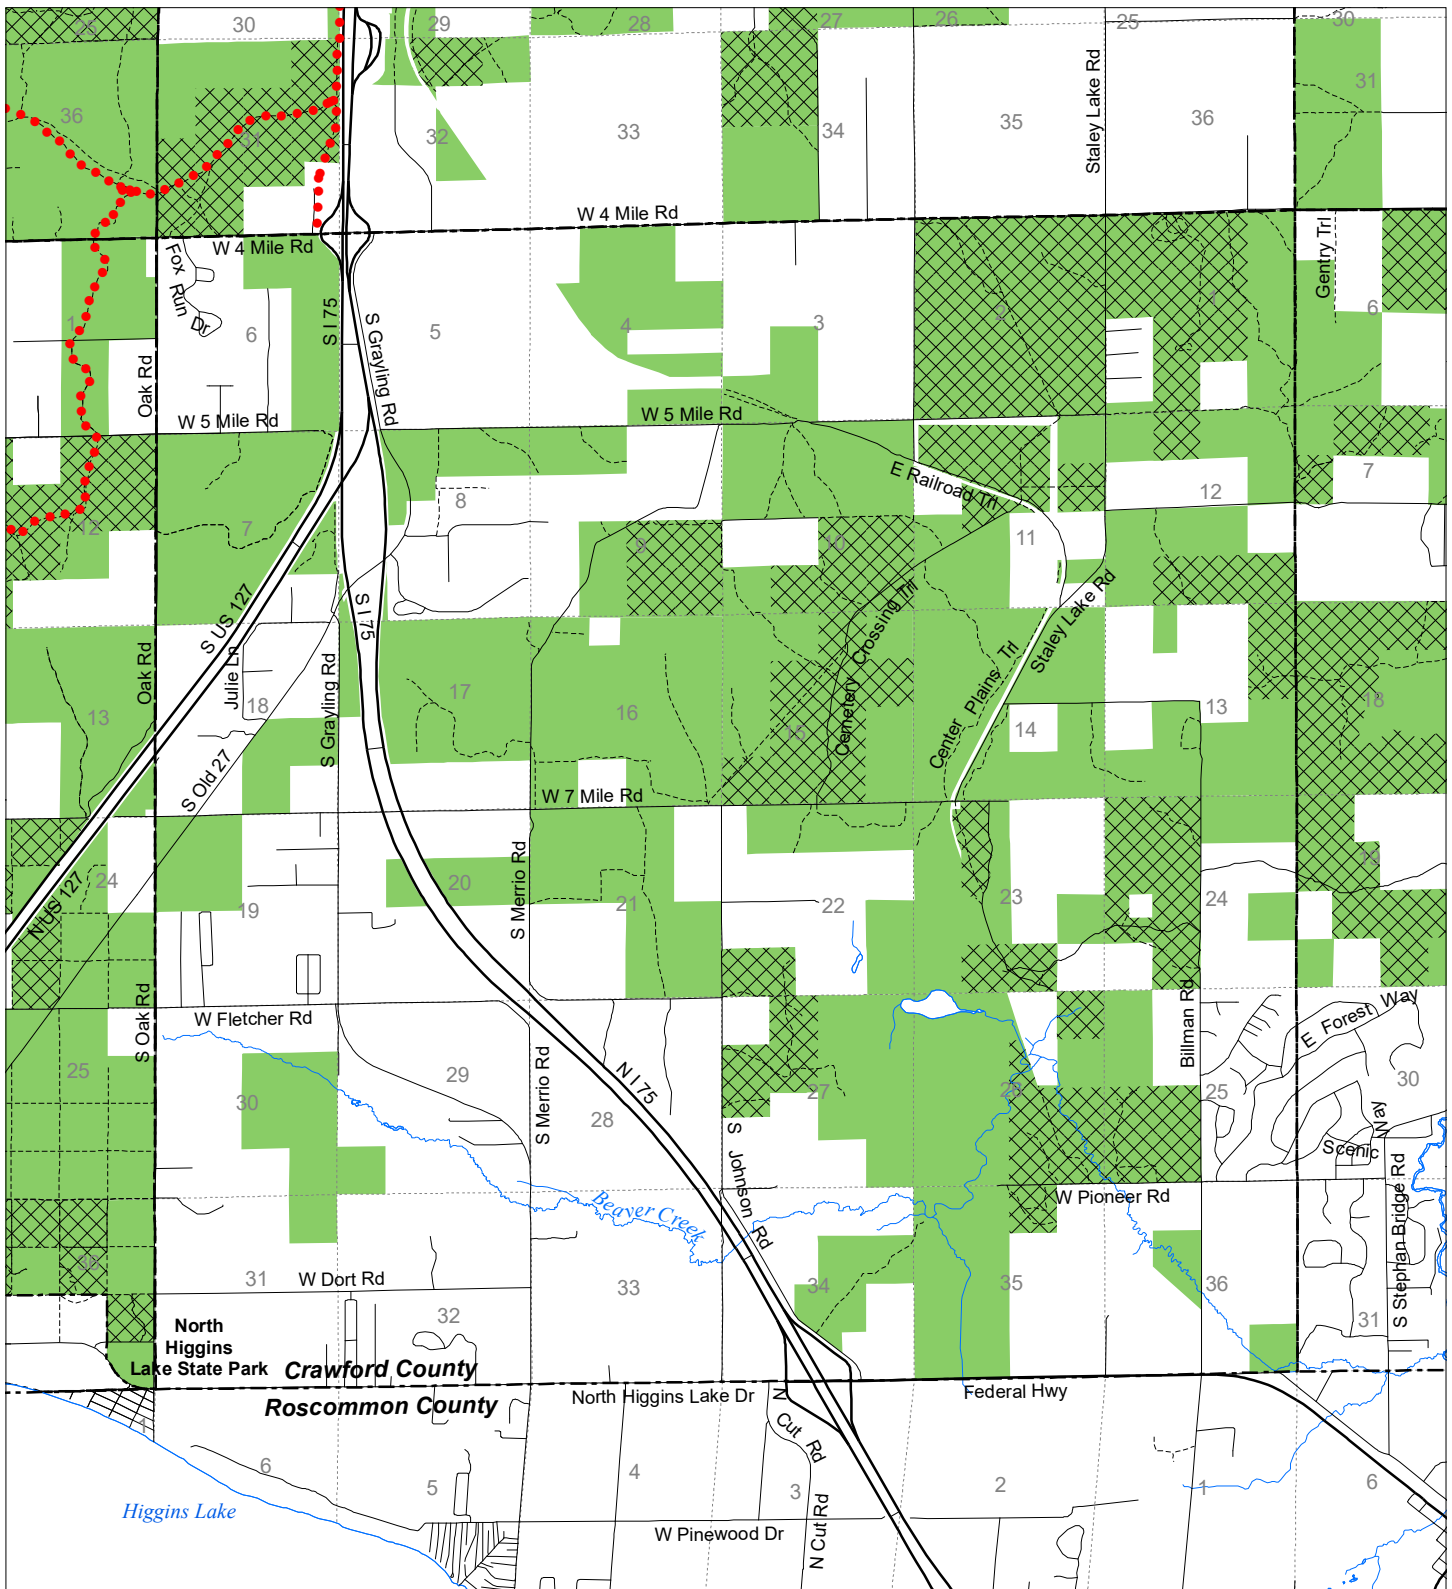 25
30
29
28
27
26
25
30
36
31
32
33
34
35
36
31
Staley Lake Rd
W 4 Mile Rd
W 4 Mile Rd
Fox Run Dr
S I 75
S Grayling Rd
Gentry Trl
1
6
5
4
3
2
1
6
Oak Rd
W 5 Mile Rd
W 5 Mile Rd
E Railroad Trl
12
7
8
9
10
11
12
7
S US 127
S I 75
Cemetery Crossing Trl
Center Plains Trl
Staley Lake Rd
Oak Rd
Julie Ln
S Grayling Rd
13
18
17
16
15
14
13
18
S Old 27
W 7 Mile Rd
N US 127
S Merrio Rd
24
19
20
21
22
23
24
19
S Oak Rd
W Fletcher Rd
Billman Rd
E Forest Way
25
30
29
28
27
26
25
30
S Merrio Rd
N I 75
S Johnson Rd
Scenic Way
Beaver Creek
W Pioneer Rd
S Stephan Bridge Rd
36
31
W Dort Rd
32
33
34
35
36
31
North
Higgins
Lake State Park
Crawford County
Roscommon County
North Higgins Lake Dr
Federal Hwy
N Cut Rd
1
6
5
4
3
2
1
6
Higgins Lake
W Pinewood Dr
N Cut Rd